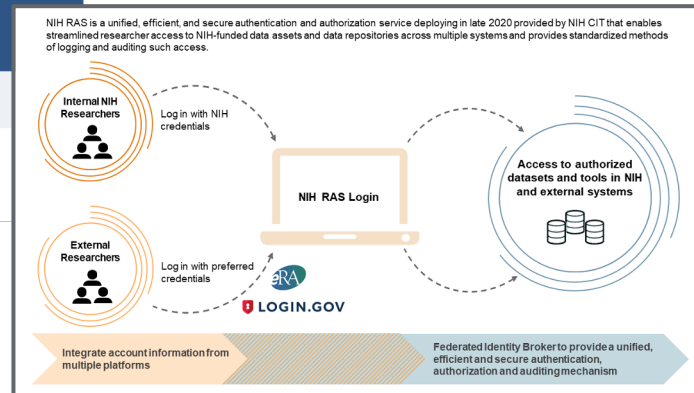 NIH RAS is a unified, efficient, and secure authentication and authorization service deploying in late 2020 provided by NIH CIT that enables
streamlined researcher access to NIH-funded data assets and data repositories across multiple systems and provides standardized methods
of logging and auditing such access.
Internal NIH
Researchers
Log in with NIH
credentials
NIH RAS Login
Access to authorized
datasets and tools in NIH
and external systems
External
Researchers
Log in with preferred
credentials
eRA
LOGIN.GOV
Integrate account information from
multiple platforms
Federated Identity Broker to provide a unified,
efficient and secure authentication,
authorization and auditing mechanism